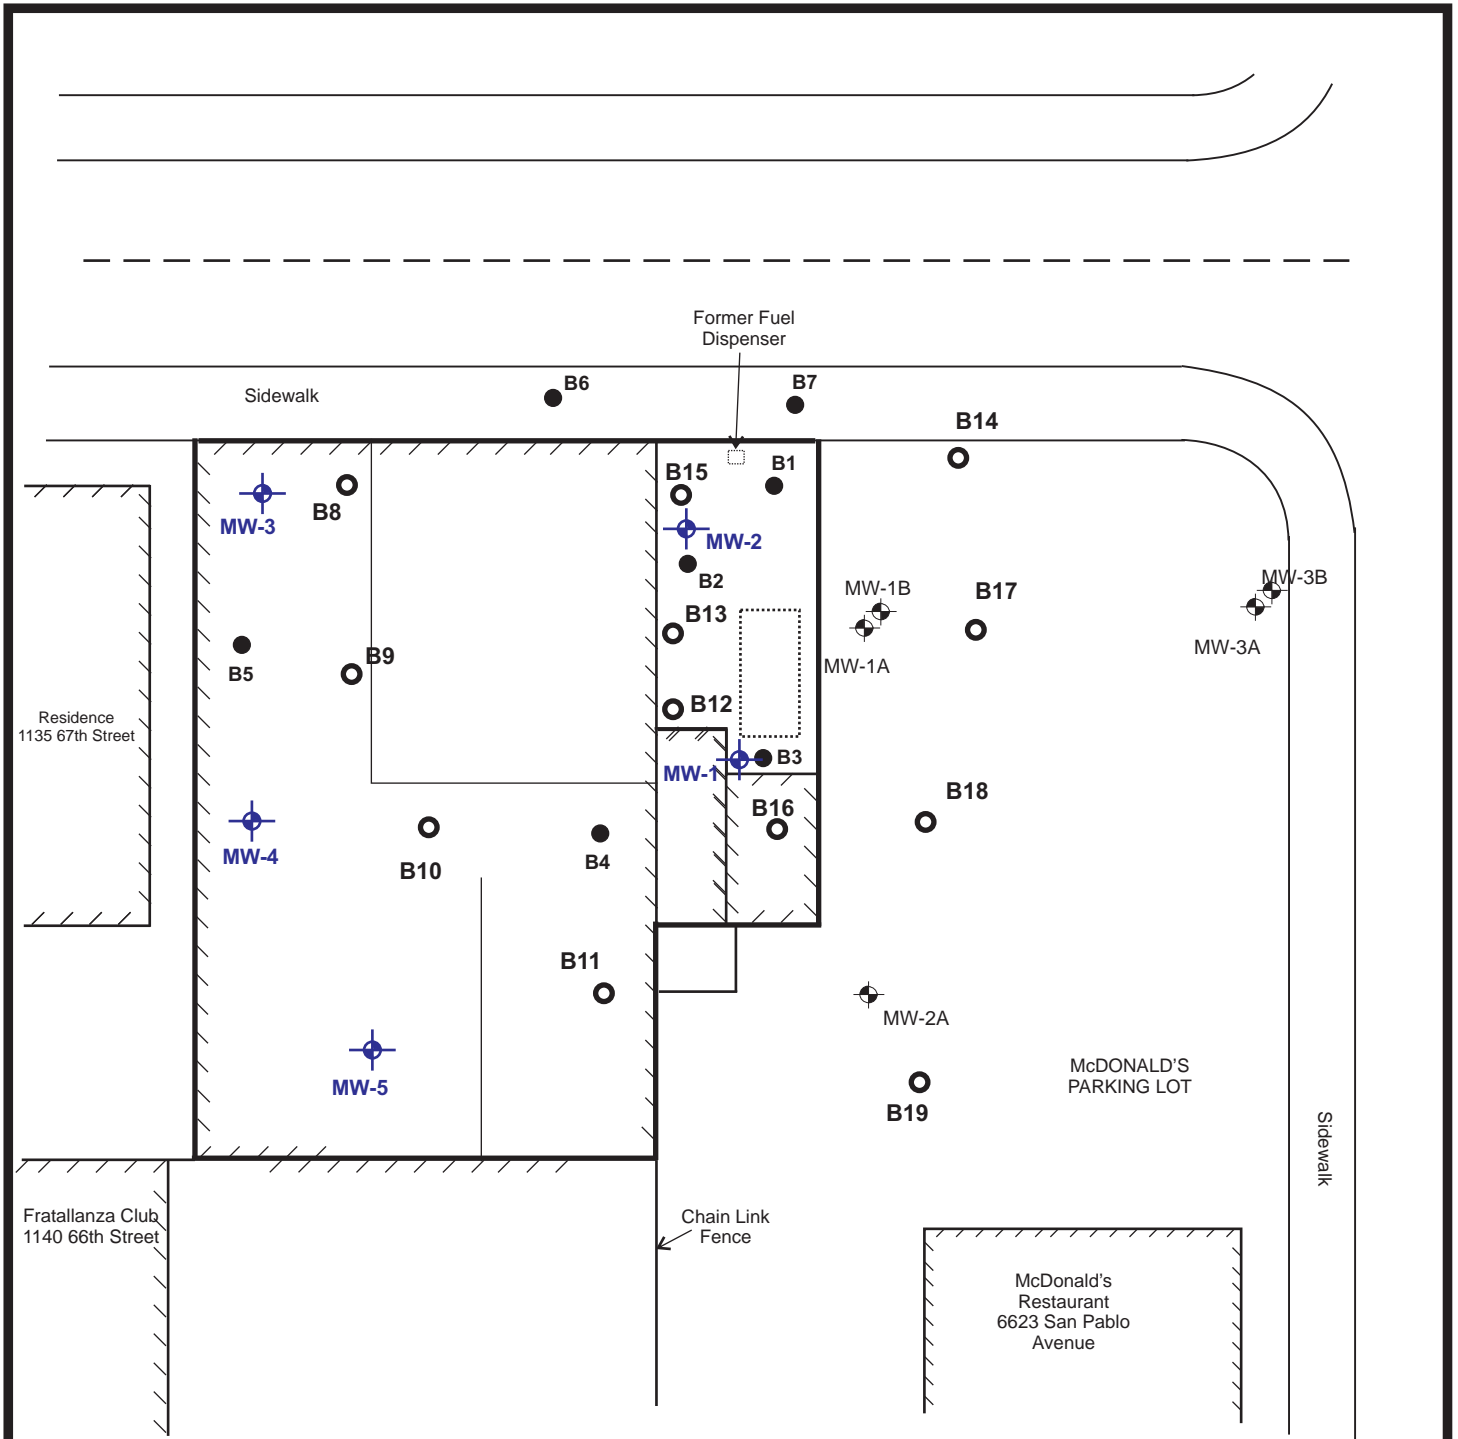 Former Fuel
Dispenser
B6
B7
Sidewalk
B14
B15
B1
B8
MW-3
MW-2
B2
MW-3B
MW-1B
B17
B13
MW-3A
B9
MW-1A
B5
B12
Residence
1135 67th Street
B3
MW-1
B18
B16
MW-4
B4
B10
B11
MW-2A
McDONALD'S
PARKING LOT
MW-5
B19
Sidewalk
Fratallanza Club
1140 66th Street
Chain Link
Fence
McDonald's
Restaurant
6623 San Pablo
Avenue